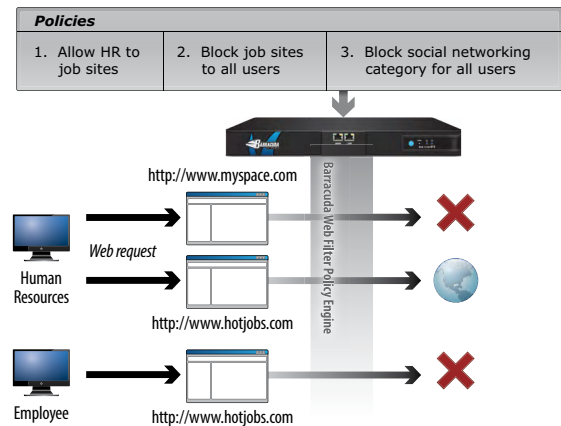 Policies
1. Allow HR to
job sites
2. Block job sites
to all users
3. Block social networking
category for all users
BARRACUDA
http://www.myspace.com
Barracuda Web Filter Policy Engine
Web request
Human
Resources
http://www.hotjobs.com
Employee
http://www.hotjobs.com